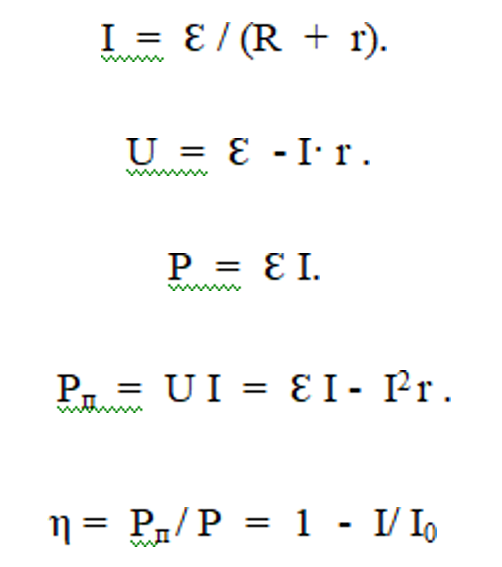 I = ℰ / (R + r).
U = ℰ - I· r .
P = ℰ I.
Pп = U I = ℰ I - I²r .
η = Pп / P = 1 - I/ I₀